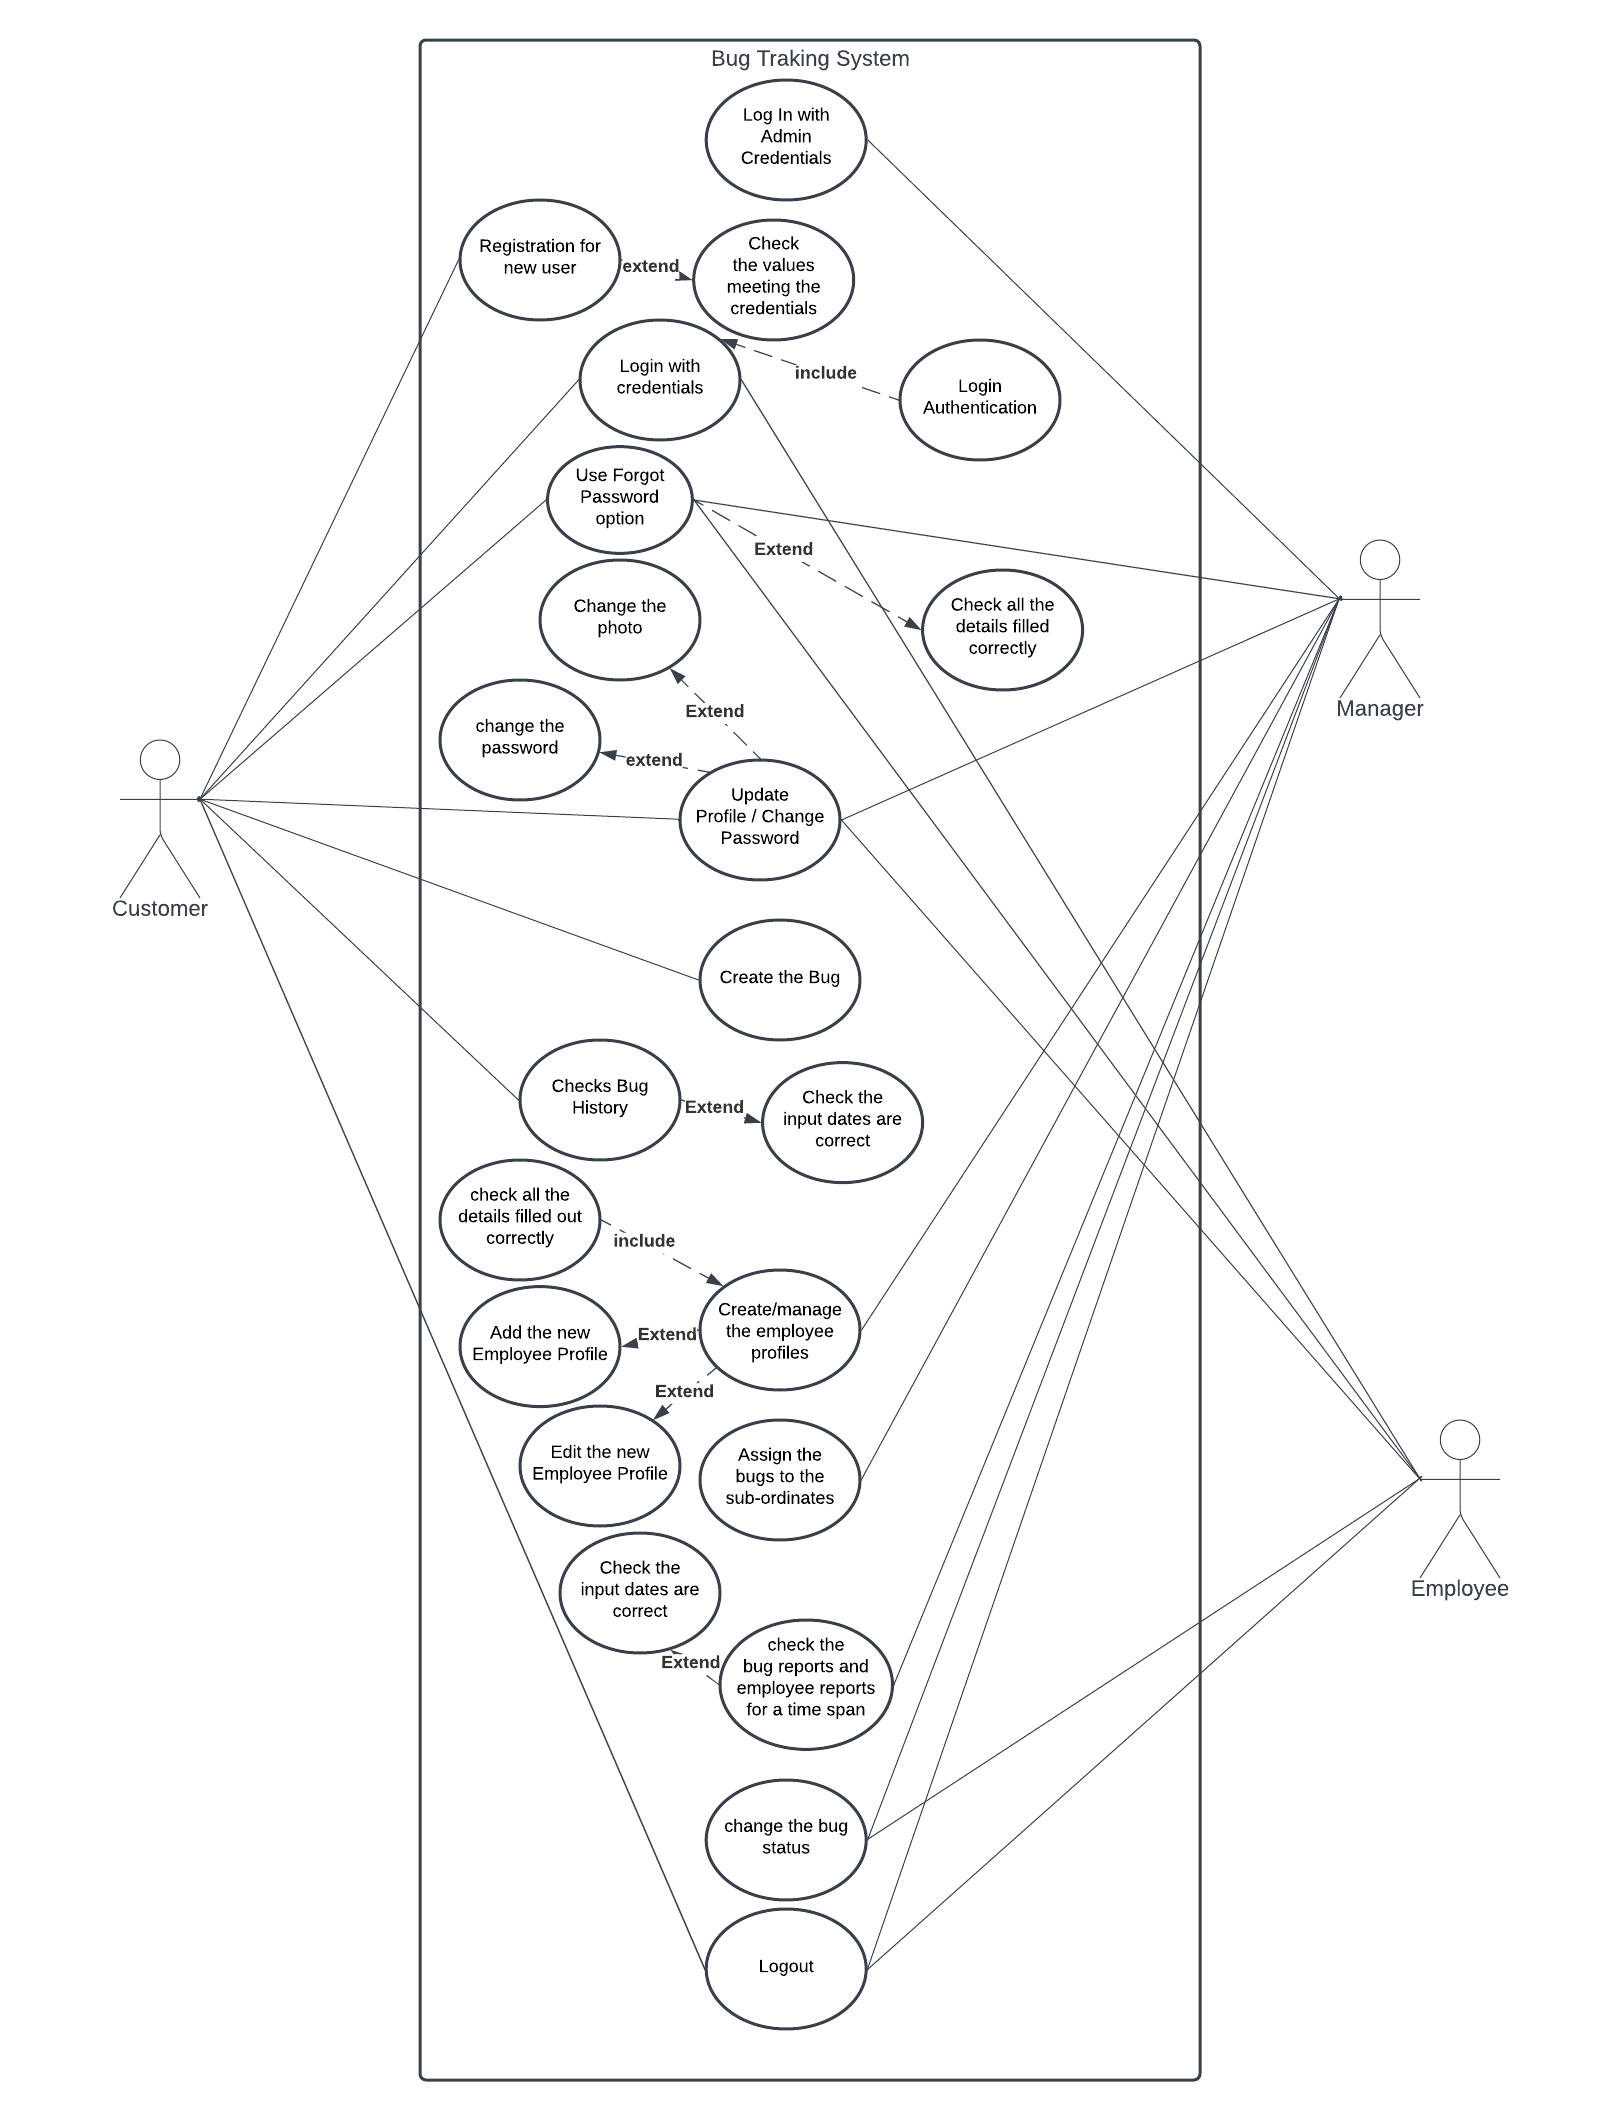 Bug Traking System
Log In with
Admin
Credentials
Registration for
new user
extend
Check
the values
meeting the
credentials
Login with
credentials
include
Login
Authentication
Use Forgot
Password
option
Extend
Change the
photo
Check all the
details filled
correctly
Manager
Extend
change the
password
extend
Update
Profile / Change
Password
Customer
Create the Bug
Checks Bug
History
Extend
Check the
input dates are
correct
check all the
details filled out
correctly
include
Create/manage
the employee
profiles
Extend
Add the new
Employee Profile
Extend
Edit the new
Employee Profile
Assign the
bugs to the
sub-ordinates
Employee
Check the
input dates are
correct
Extend
check the
bug reports and
employee reports
for a time span
change the bug
status
Logout